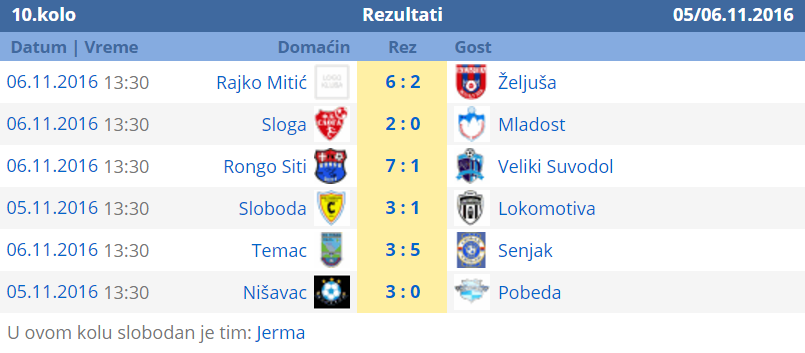 10.kolo Rezultati 05/06.11.2016
Datum | Vreme Domaćin Rez Gost
06.11.2016 13:30 Rajko Mitić 6 : 2 Željuša
06.11.2016 13:30 Sloga 2 : 0 Mladost
06.11.2016 13:30 Rongo Siti 7 : 1 Veliki Suvodol
05.11.2016 13:30 Sloboda 3 : 1 Lokomotiva
06.11.2016 13:30 Temac 3 : 5 Senjak
05.11.2016 13:30 Nišavac 3 : 0 Pobeda
U ovom kolu slobodan je tim: Jerma